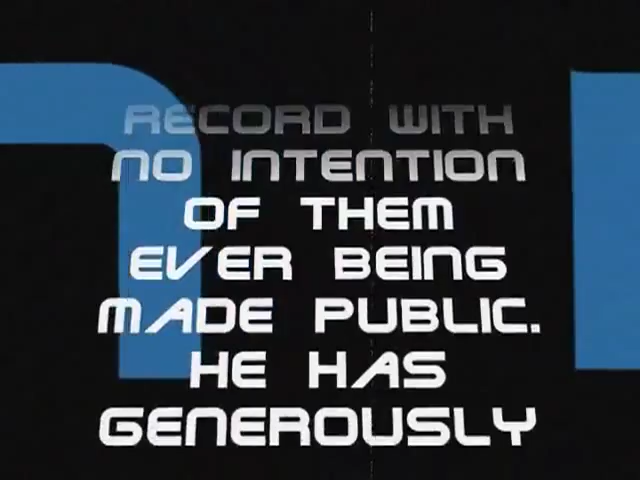 RECORD WITH
NO INTENTION
OF THEM
EVER BEING
MADE PUBLIC.
HE HAS
GENEROUSLY